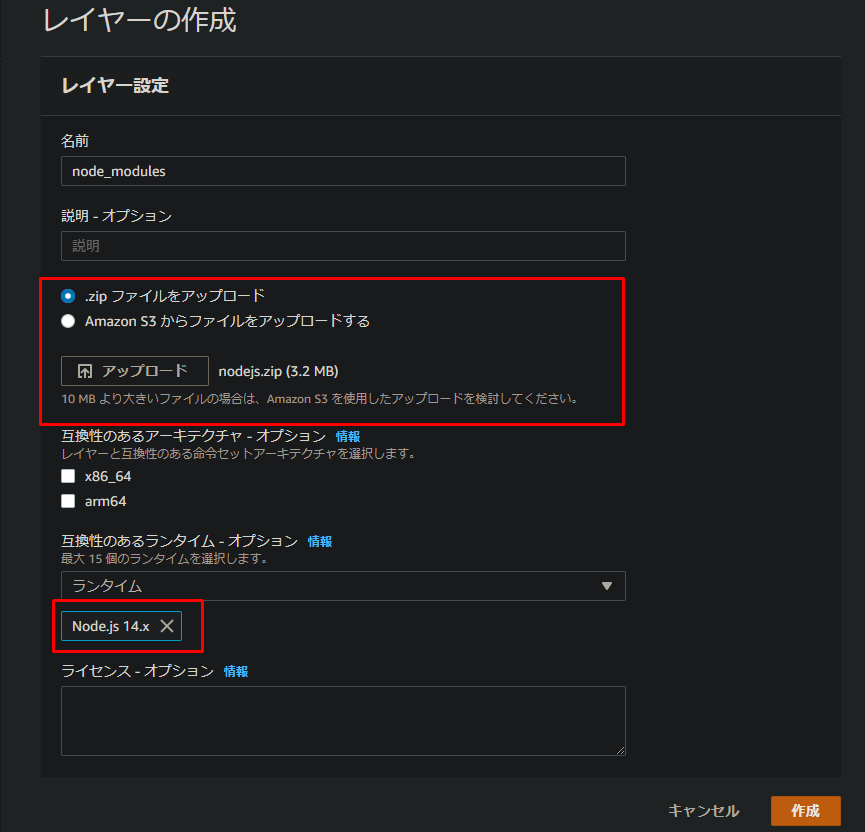 レイヤーの作成
レイヤー設定
名前
node_modules
説明 - オプション
説明
.zip ファイルをアップロード
Amazon S3 からファイルをアップロードする
アップロード nodejs.zip (3.2 MB)
10 MB より大きいファイルの場合は、Amazon S3 を使用したアップロードを検討してください。
互換性のあるアーキテクチャ - オプション 情報
レイヤーと互換性のある命令セットアーキテクチャを選択します。
x86_64
arm64
互換性のあるランタイム - オプション 情報
最大 15 個のランタイムを選択します。
ランタイム
Node.js 14.x
ライセンス - オプション 情報
キャンセル 作成